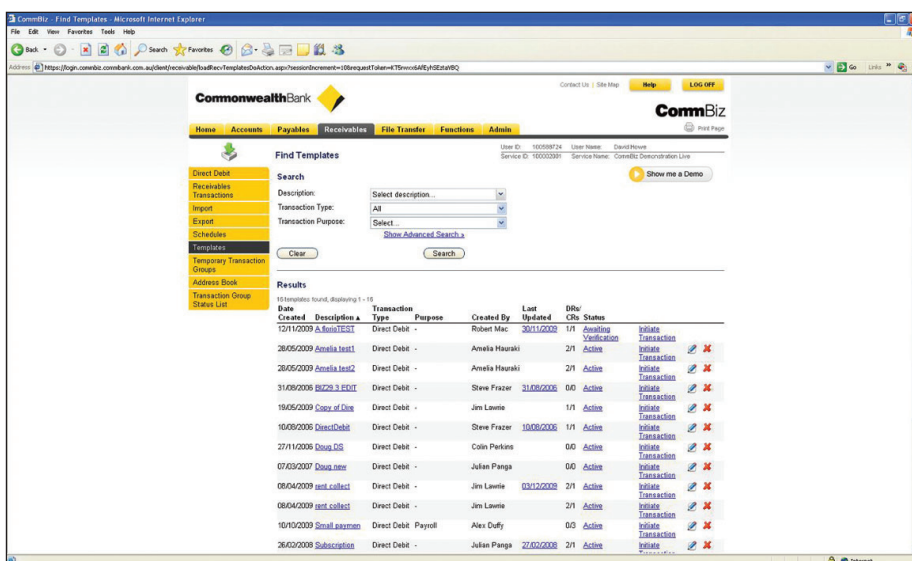 CommBiz - Find Templates - Microsoft Internet Explorer
File Edit View Favorites Tools Help
Back Search Favorites
Address https://login.commbiz.commbank.com.au/client/receivable/loadRecvTemplatesDoAction.aspx? Go Links
Contact Us | Site Map Help LOG OFF
CommonwealthBank
CommBiz
Home Accounts Payables Receivables File Transfer Functions Admin Print Page
User ID: 100588724 User Name: David Howe
Find Templates Service ID: 100002001 Service Name: CommBiz Demonstration Live
Direct Debit
Receivables
Transactions
Import
Export
Schedules
Templates
Temporary Transaction
Groups
Address Book
Transaction Group
Status List
Search Show me a Demo
Description: Select description...
Transaction Type: All
Transaction Purpose: Select...
Show Advanced Search »
Clear Search
Results
templates found, displaying 1 -
Date Transaction Last DRs/
Created Description ▲ Type Purpose Created By Updated CRs Status
12/11/2009 A florioTEST Direct Debit - Robert Mac 30/11/2009 1/1 Awaiting Initiate
Verification Transaction
28/05/2009 Amelia test1 Direct Debit - Amelia Hauraki 2/1 Active Initiate
Transaction
28/05/2009 Amelia test2 Direct Debit - Amelia Hauraki 2/1 Active Initiate
Transaction
31/08/2006 BIZ29.3 EDIT Direct Debit - Steve Frazer 31/08/2006 0/0 Active Initiate
Transaction
19/05/2009 Copy of Dire Direct Debit - Jim Lawrie 1/1 Active Initiate
Transaction
10/08/2006 DirectDebit Direct Debit - Steve Frazer 10/08/2006 1/1 Active Initiate
Transaction
27/11/2006 Doug DS Direct Debit - Colin Perkins 0/0 Active Initiate
Transaction
07/03/2007 Doug new Direct Debit - Julian Panga 0/0 Active Initiate
Transaction
08/04/2009 rent collect Direct Debit - Jim Lawrie 03/12/2009 2/1 Active Initiate
Transaction
08/04/2009 rent collect Direct Debit - Jim Lawrie 2/1 Active Initiate
Transaction
10/10/2009 Small paymen Direct Debit Payroll Alex Duffy 0/3 Active Initiate
Transaction
26/02/2008 Subscription Direct Debit - Julian Panga 27/02/2008 2/1 Active Initiate
Transaction
Internet